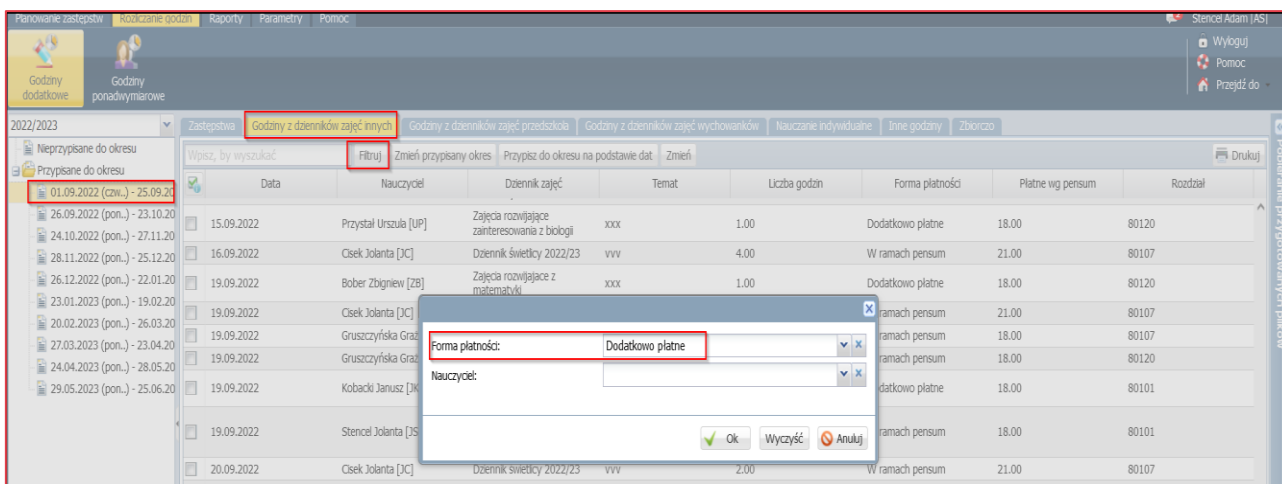 Planowanie zastępstw Rozliczanie godzin Raporty Parametry Pomoc Stencel Adam [AS]
Wyloguj
Pomoc
Przejdź do
Godziny dodatkowe
Godziny ponadwymiarowe
2022/2023
Nieprzypisane do okresu
Przypisane do okresu
01.09.2022 (czw..) - 25.09.20
26.09.2022 (pon..) - 23.10.20
24.10.2022 (pon..) - 27.11.20
28.11.2022 (pon..) - 25.12.20
26.12.2022 (pon..) - 22.01.20
23.01.2023 (pon..) - 19.02.20
20.02.2023 (pon..) - 26.03.20
27.03.2023 (pon..) - 23.04.20
24.04.2023 (pon..) - 28.05.20
29.05.2023 (pon..) - 25.06.20
Zastępstwa Godziny z dzienników zajęć innych Godziny z dzienników zajęć przedszkola Godziny z dzienników zajęć wychowanków Nauczanie indywidualne Inne godziny Zbiorczo
Wpisz, by wyszukać Filtruj Zmień przypisany okres Przypisz do okresu na podstawie dat Zmień Drukuj
Data Nauczyciel Dziennik zajęć Temat Liczba godzin Forma płatności Płatne wg pensum Rozdział
15.09.2022 Przystał Urszula [UP] Zajęcia rozwijające zainteresowania z biologii xxx 1.00 Dodatkowo płatne 18.00 80120
16.09.2022 Cisek Jolanta [JC] Dziennik świetlicy 2022/23 vvv 4.00 W ramach pensum 21.00 80107
19.09.2022 Bober Zbigniew [ZB] Zajęcia rozwijajace z matematyki xxx 1.00 Dodatkowo płatne 18.00 80120
19.09.2022 Cisek Jolanta [JC] ramach pensum 21.00 80107
19.09.2022 Gruszczyńska Graż ramach pensum 18.00 80107
19.09.2022 Gruszczyńska Graż ramach pensum 18.00 80120
19.09.2022 Kobacki Janusz [JK datkowo płatne 18.00 80101
19.09.2022 Stencel Jolanta [JS ramach pensum 18.00 80101
20.09.2022 Cisek Jolanta [JC] Dziennik świetlicy 2022/23 vvv 2.00 W ramach pensum 21.00 80107
Forma płatności: Dodatkowo płatne
Nauczyciel:
Ok Wyczyść Anuluj